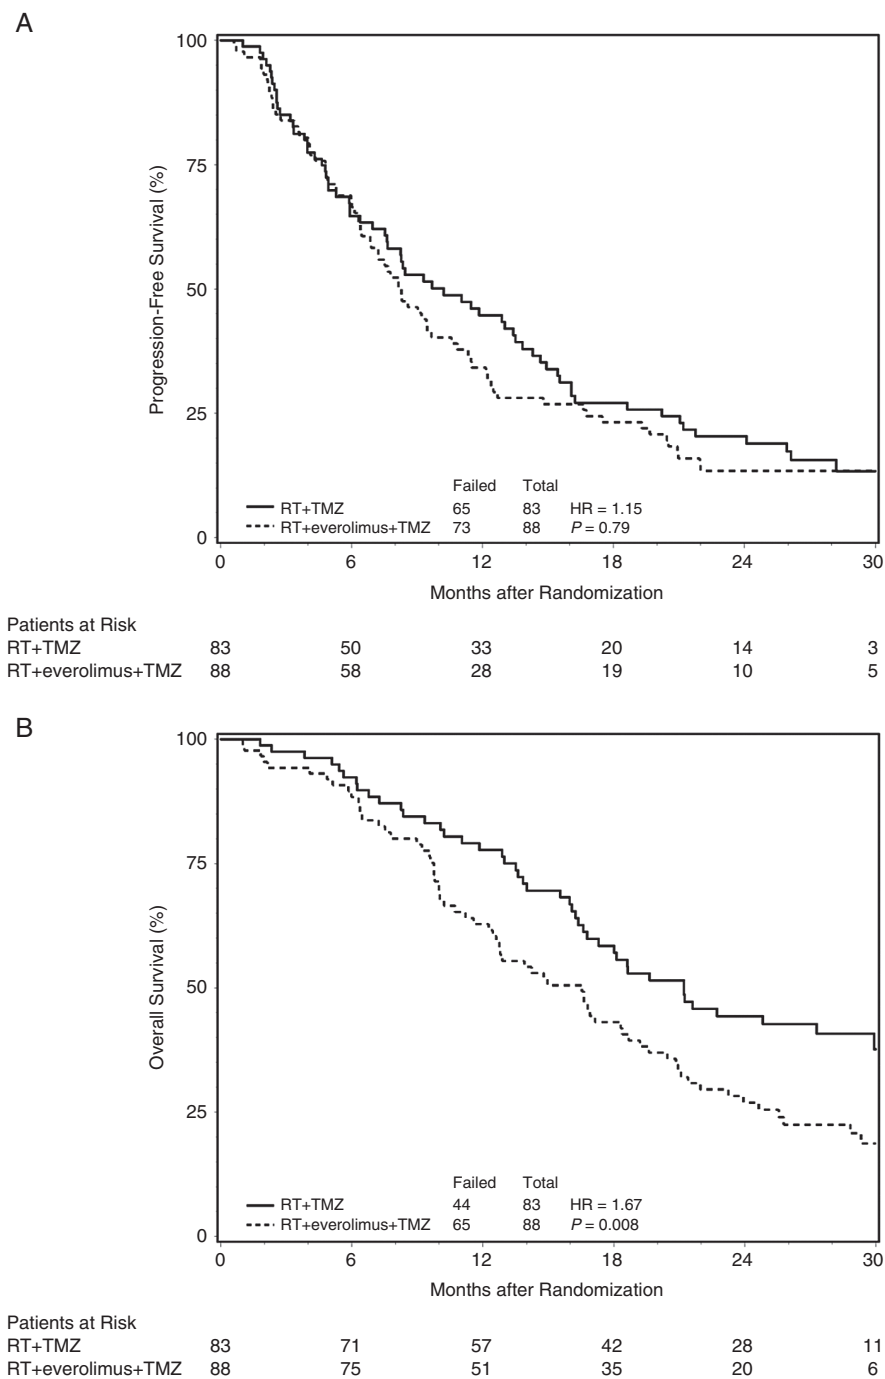 A
100
75
50
25
0
Progression-Free Survival (%)
Failed Total
RT+TMZ 65 83 HR = 1.15
RT+everolimus+TMZ 73 88 P = 0.79
0 6 12 18 24 30
Months after Randomization
Patients at Risk
RT+TMZ 83 50 33 20 14 3
RT+everolimus+TMZ 88 58 28 19 10 5
B
100
75
50
25
0
Overall Survival (%)
Failed Total
RT+TMZ 44 83 HR = 1.67
RT+everolimus+TMZ 65 88 P = 0.008
0 6 12 18 24 30
Months after Randomization
Patients at Risk
RT+TMZ 83 71 57 42 28 11
RT+everolimus+TMZ 88 75 51 35 20 6